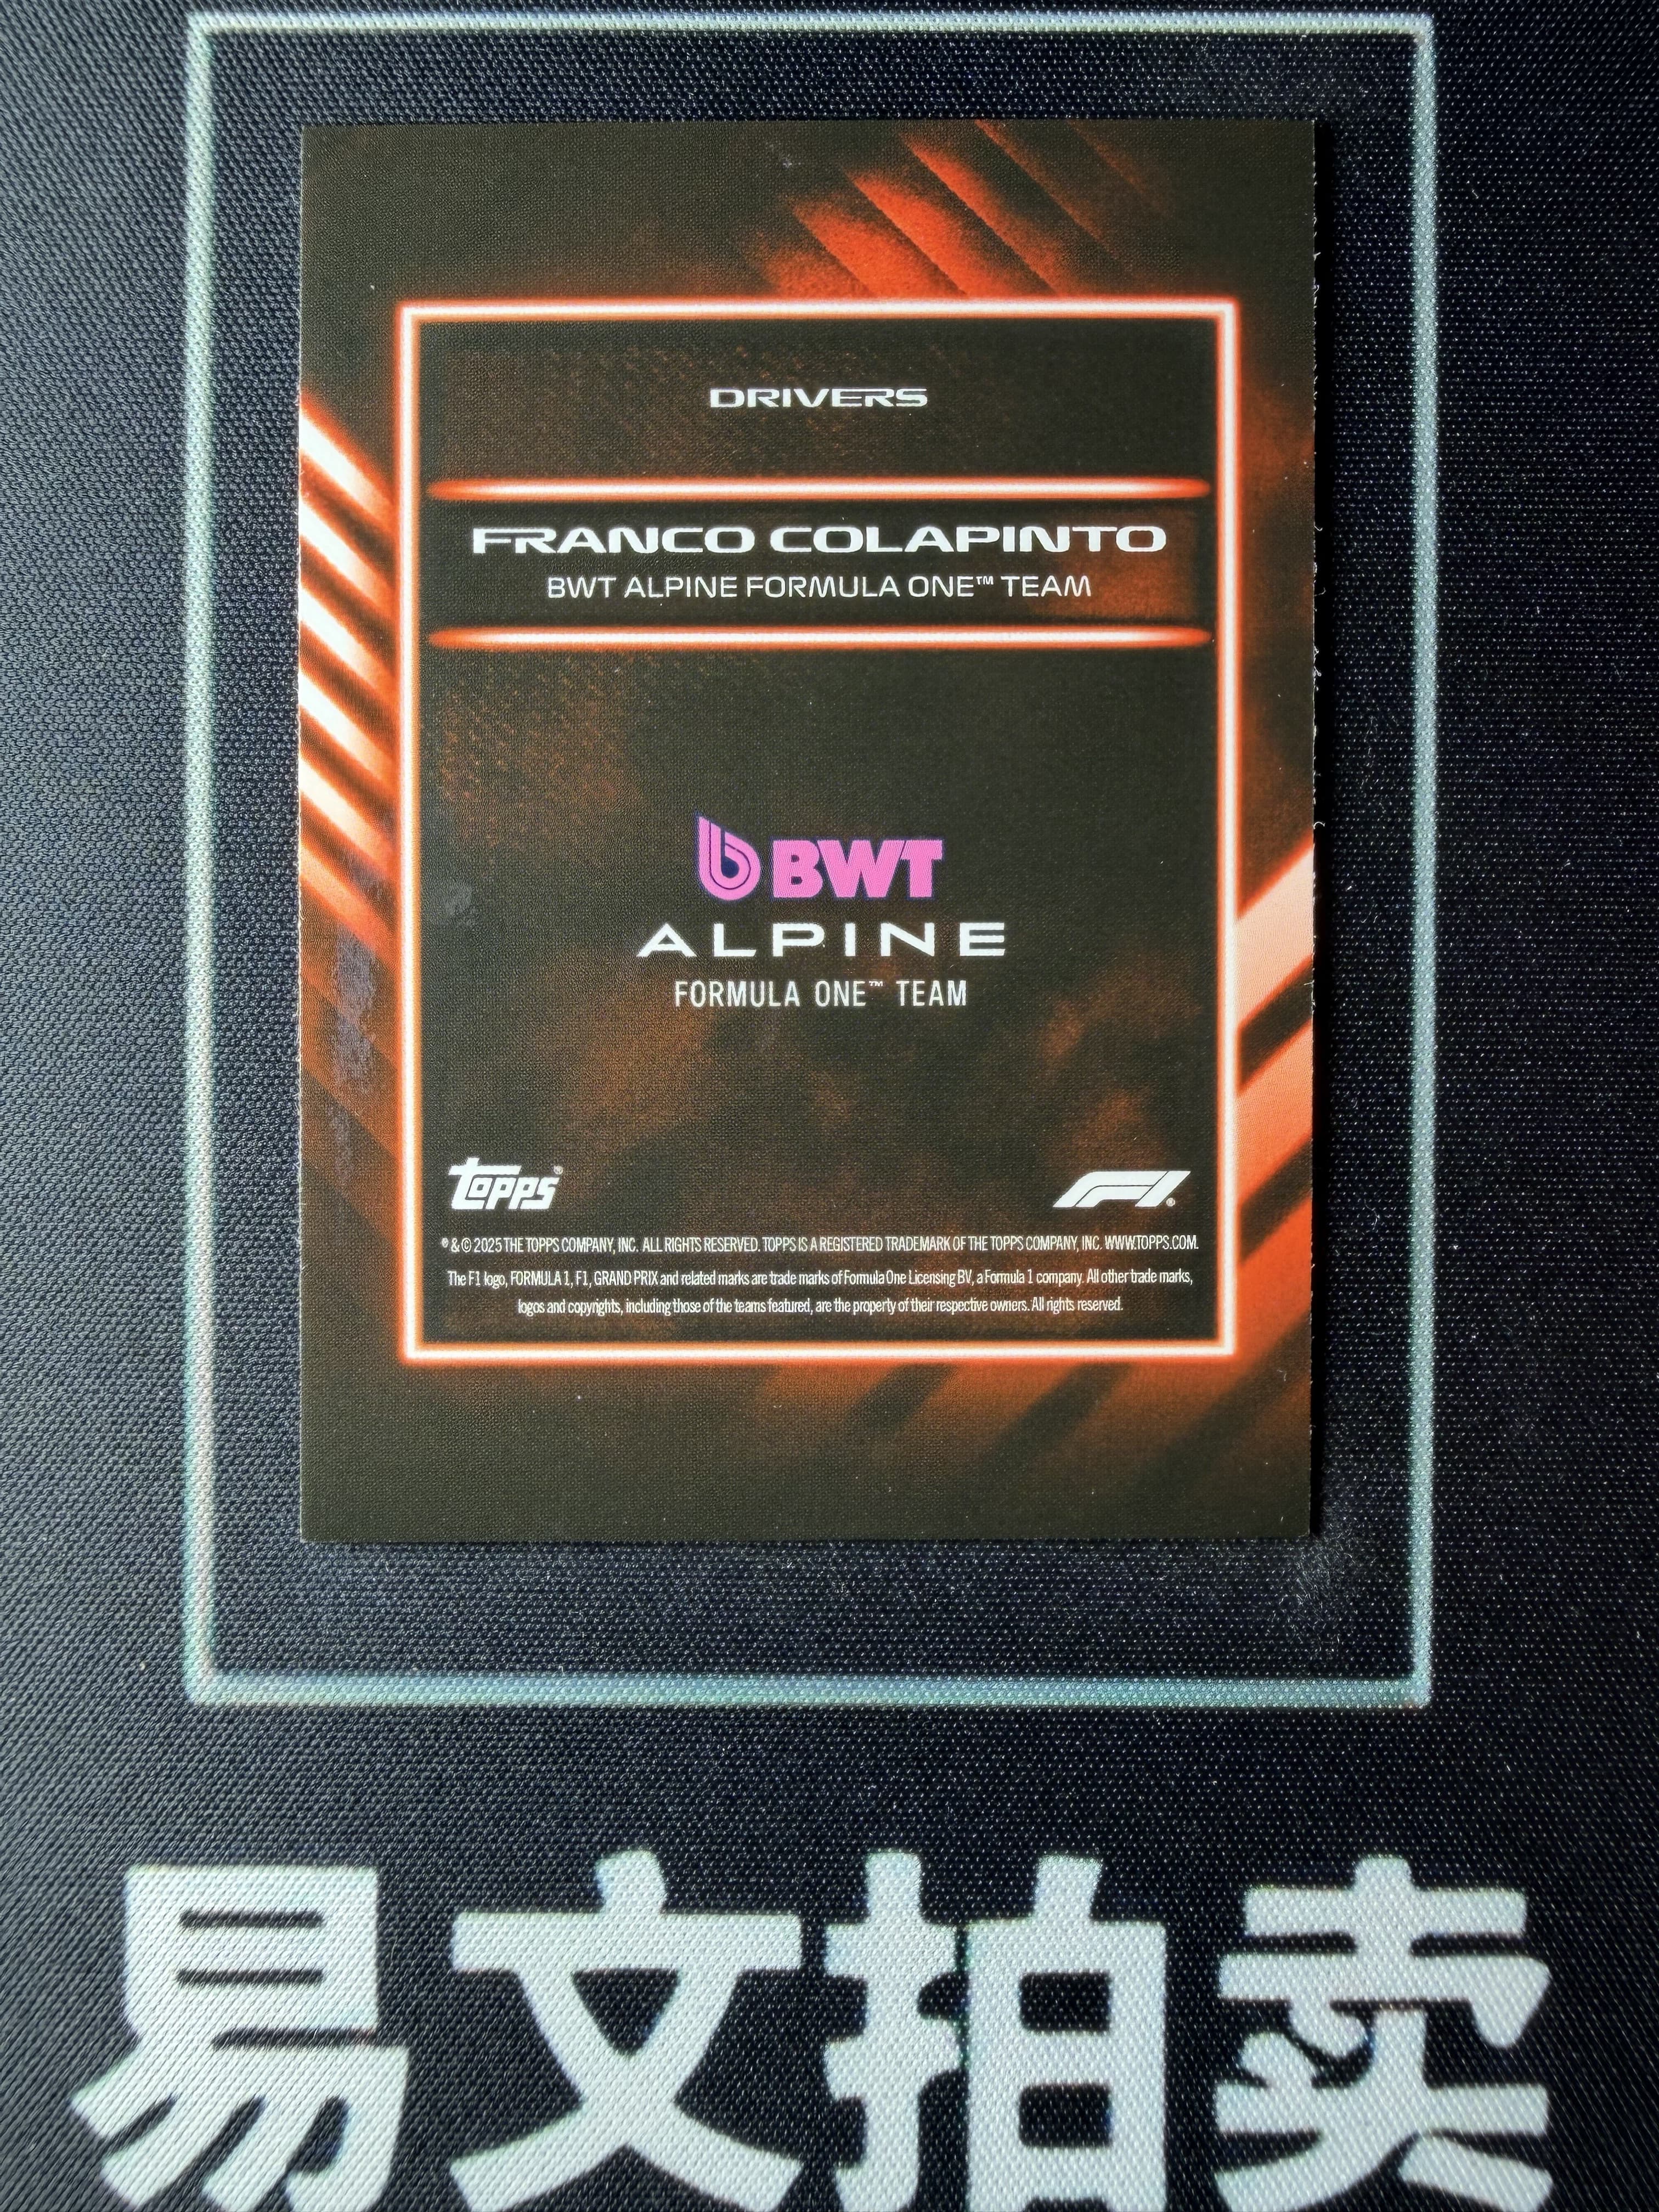 DRIVERS
FRANCO COLAPINTO
BWT ALPINE FORMULA ONE™ TEAM
BWT
ALPINE
FORMULA ONE™ TEAM
topps®
F1®
® & © 2025 THE TOPPS COMPANY, INC. ALL RIGHTS RESERVED. TOPPS IS A REGISTERED TRADEMARK OF THE TOPPS COMPANY, INC. WWW.TOPPS.COM.
The F1 logo, FORMULA 1, F1, GRAND PRIX and related marks are trade marks of Formula One Licensing BV, a Formula 1 company. All other trade marks,
logos and copyrights, including those of the teams featured, are the property of their respective owners. All rights reserved.
易文拍卖